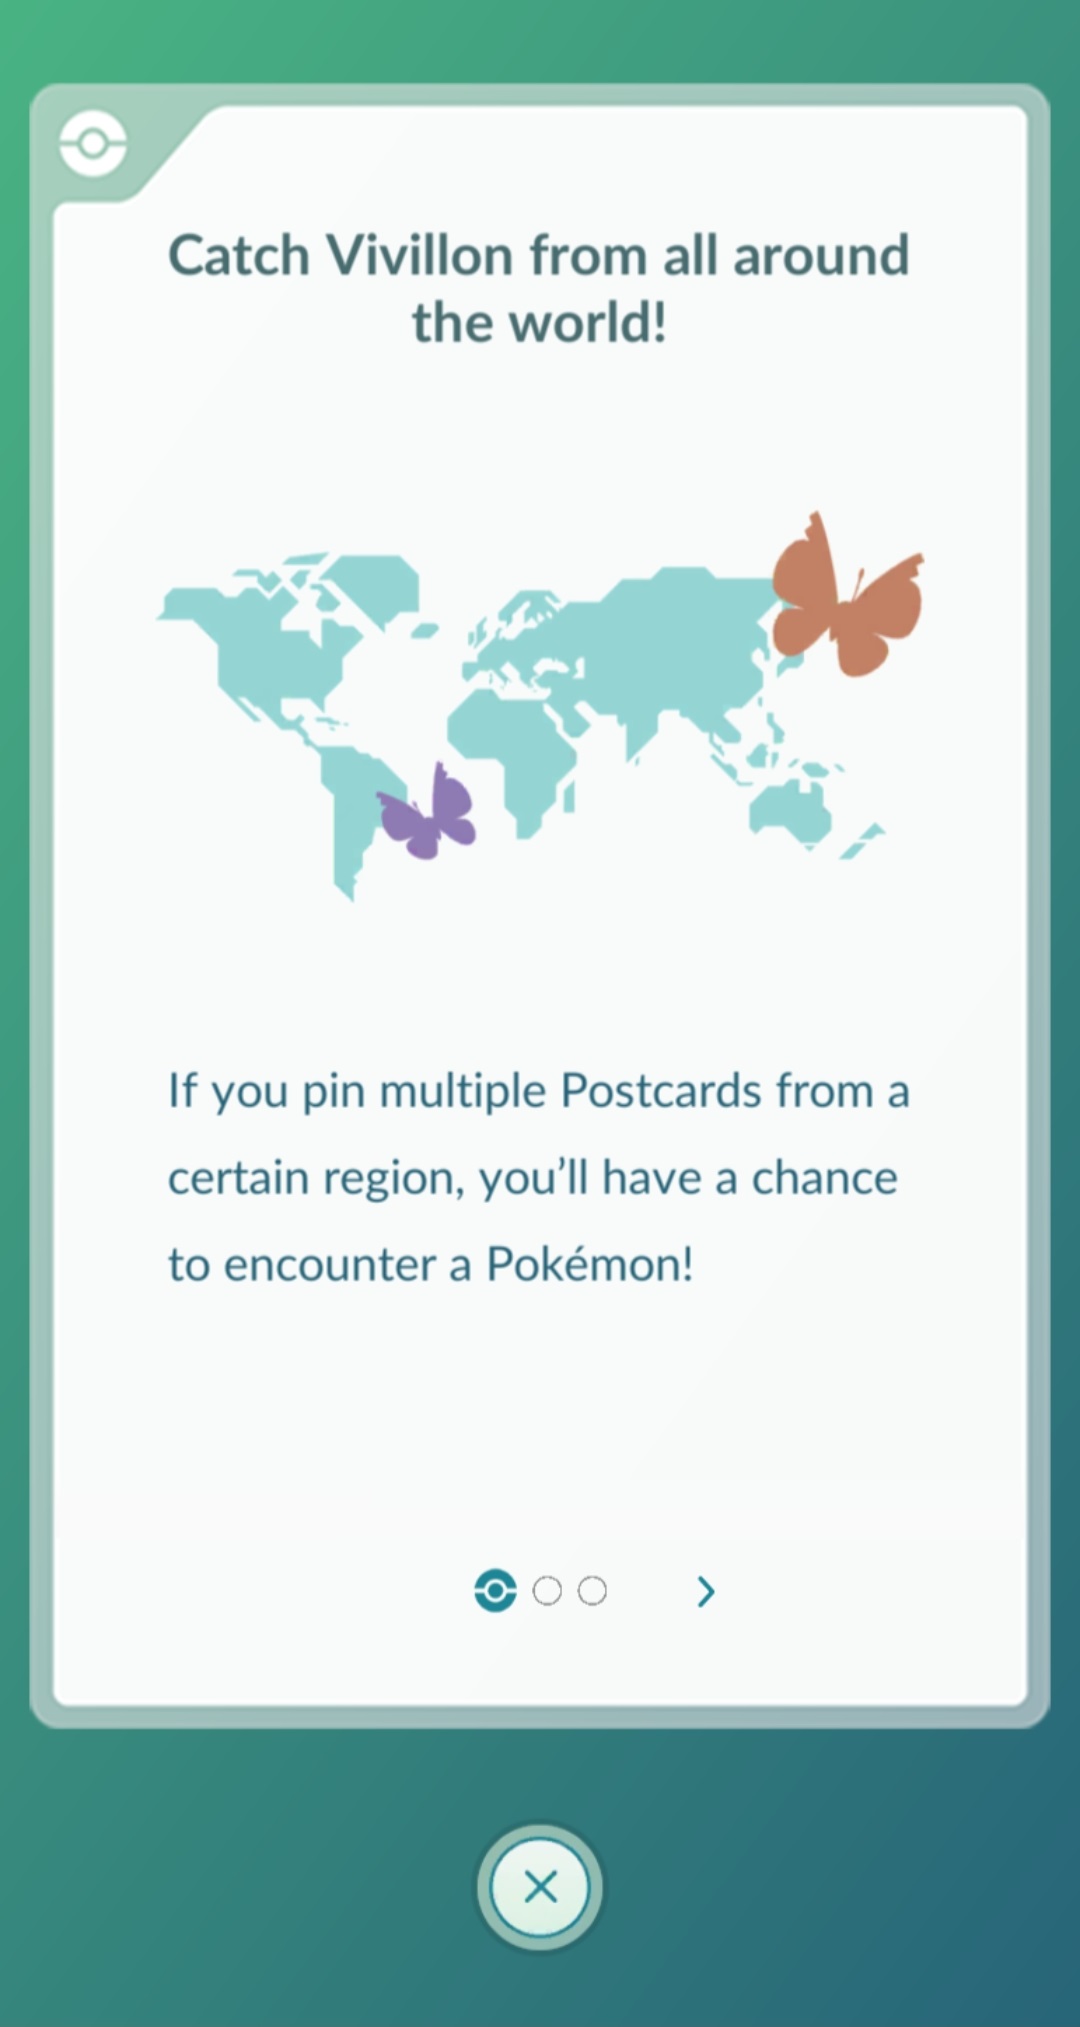 Catch Vivillon from all around
the world!
If you pin multiple Postcards from a
certain region, you’ll have a chance
to encounter a Pokémon!